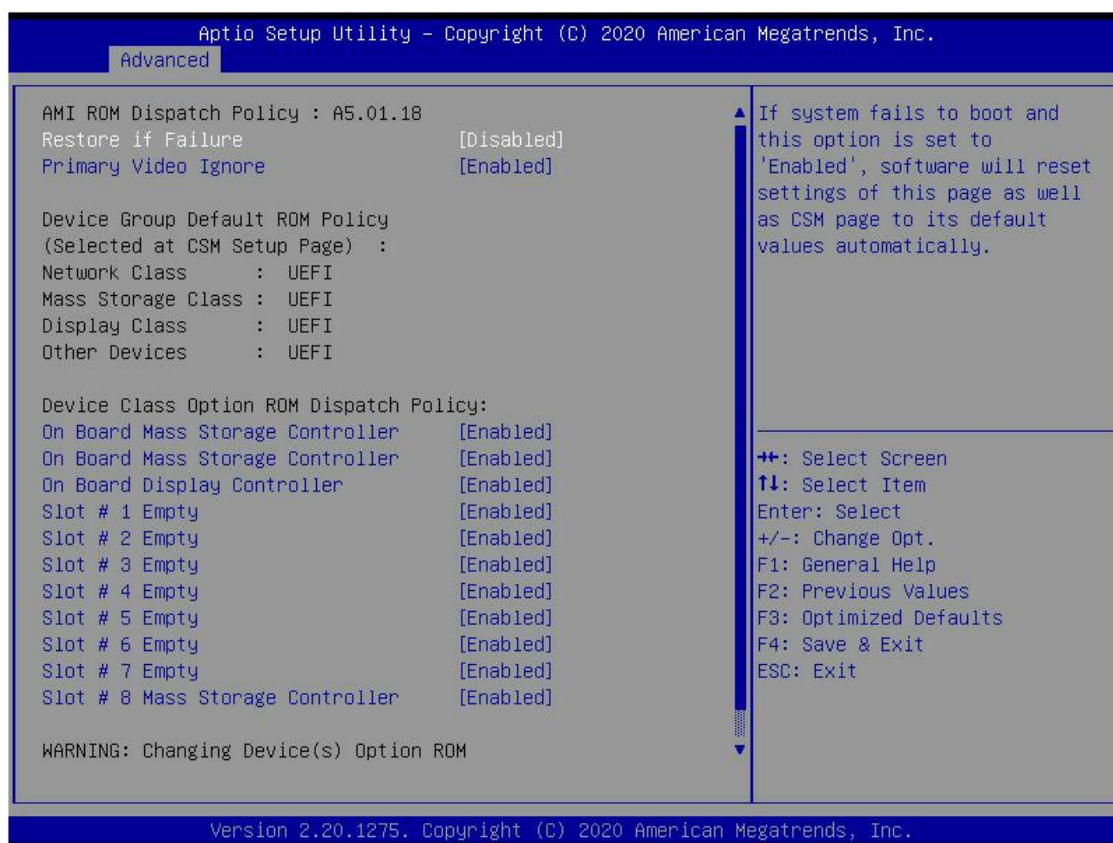 Aptio Setup Utility – Copyright (C) 2020 American Megatrends, Inc.
Advanced
AMI ROM Dispatch Policy : A5.01.18
Restore if Failure [Disabled]
Primary Video Ignore [Enabled]
Device Group Default ROM Policy
(Selected at CSM Setup Page) :
Network Class : UEFI
Mass Storage Class : UEFI
Display Class : UEFI
Other Devices : UEFI
Device Class Option ROM Dispatch Policy:
On Board Mass Storage Controller [Enabled]
On Board Mass Storage Controller [Enabled]
On Board Display Controller [Enabled]
Slot # 1 Empty [Enabled]
Slot # 2 Empty [Enabled]
Slot # 3 Empty [Enabled]
Slot # 4 Empty [Enabled]
Slot # 5 Empty [Enabled]
Slot # 6 Empty [Enabled]
Slot # 7 Empty [Enabled]
Slot # 8 Mass Storage Controller [Enabled]
WARNING: Changing Device(s) Option ROM
If system fails to boot and
this option is set to
'Enabled', software will reset
settings of this page as well
as CSM page to its default
values automatically.
→←: Select Screen
↑↓: Select Item
Enter: Select
+/-: Change Opt.
F1: General Help
F2: Previous Values
F3: Optimized Defaults
F4: Save & Exit
ESC: Exit
Version 2.20.1275. Copyright (C) 2020 American Megatrends, Inc.